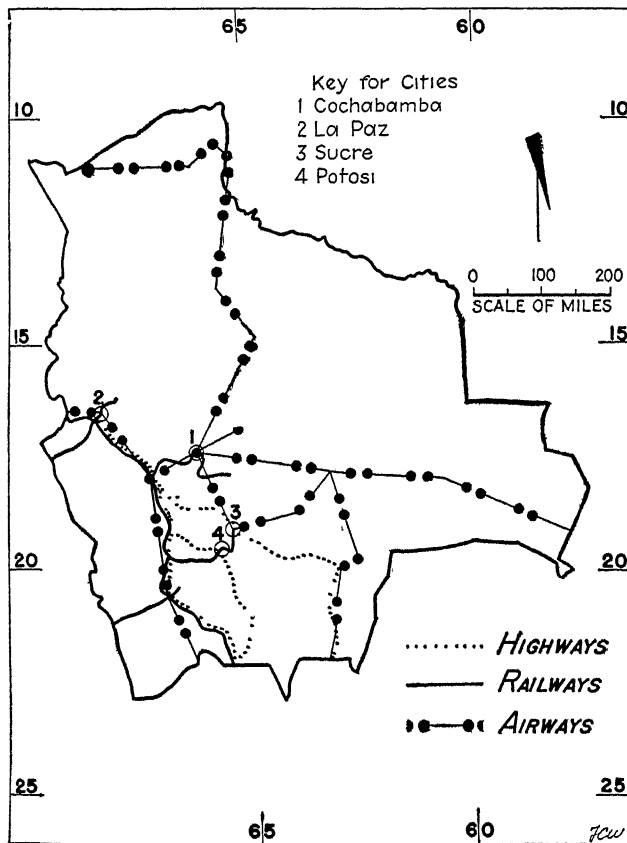 65 60
Key for Cities
1 Cochabamba
2 La Paz
3 Sucre
4 Potosi
10 10
0 100 200
SCALE OF MILES
15 15
2
1
3
4
20 20
HIGHWAYS
RAILWAYS
AIRWAYS
25 25
65 60
JCW